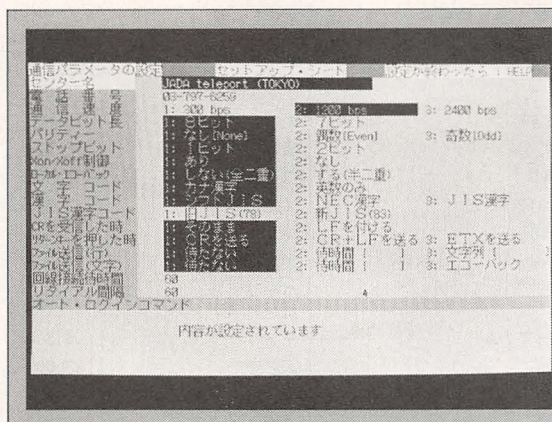 通信パラメータの設定 セットアップ・シート 設定が終わったら：HELP
センター名 JADA teleport (TOKYO)
電話番号 03-797-6259
通信速度 1: 300 bps 2: 1200 bps 3: 2400 bps
データビット長 1: 8ビット 2: 7ビット
パリティー 1: なし[None] 2: 偶数[Even] 3: 奇数[Odd]
ストップビット 1: 1ビット 2: 2ビット
Xon・Xoff制御 1: あり 2: なし
ローカル・エコーバック 1: しない(全二重) 2: する(半二重)
文字コード 1: カナ漢字 2: 英数のみ
漢字コード 1: シフトJIS 2: NEC漢字 3: JIS漢字
JIS漢字コード 1: 旧JIS(78) 2: 新JIS(83)
CRを受信した時 1: そのまま 2: LFを付ける
リターンキーを押した時 1: CRを送る 2: CR+LFを送る 3: ETXを送る
ファイル送信(行) 1: 待たない 2: 待時間 [ ] 3: 文字列 [
ファイル送信(文字) 1: 待たない 2: 待時間 [ ] 3: エコーバック
回線接続待時間 60
リダイアル間隔 60
オート・ログインコマンド
内容が設定されています